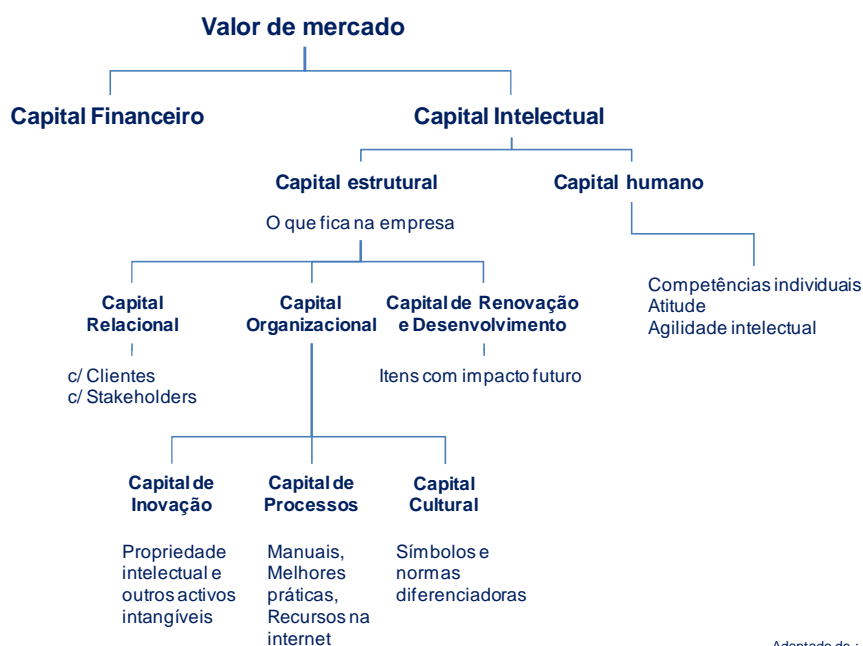 Valor de mercado
Capital Financeiro
Capital Intelectual
Capital estrutural
Capital humano
O que fica na empresa
Competências individuais
Atitude
Agilidade intelectual
Capital
Relacional
Capital
Organizacional
Capital de Renovação
e Desenvolvimento
c/ Clientes
c/ Stakeholders
Itens com impacto futuro
Capital de
Inovação
Capital de
Processos
Capital
Cultural
Propriedade
intelectual e
outros activos
intangíveis
Manuais,
Melhores
práticas,
Recursos na
internet
Símbolos e
normas
diferenciadoras